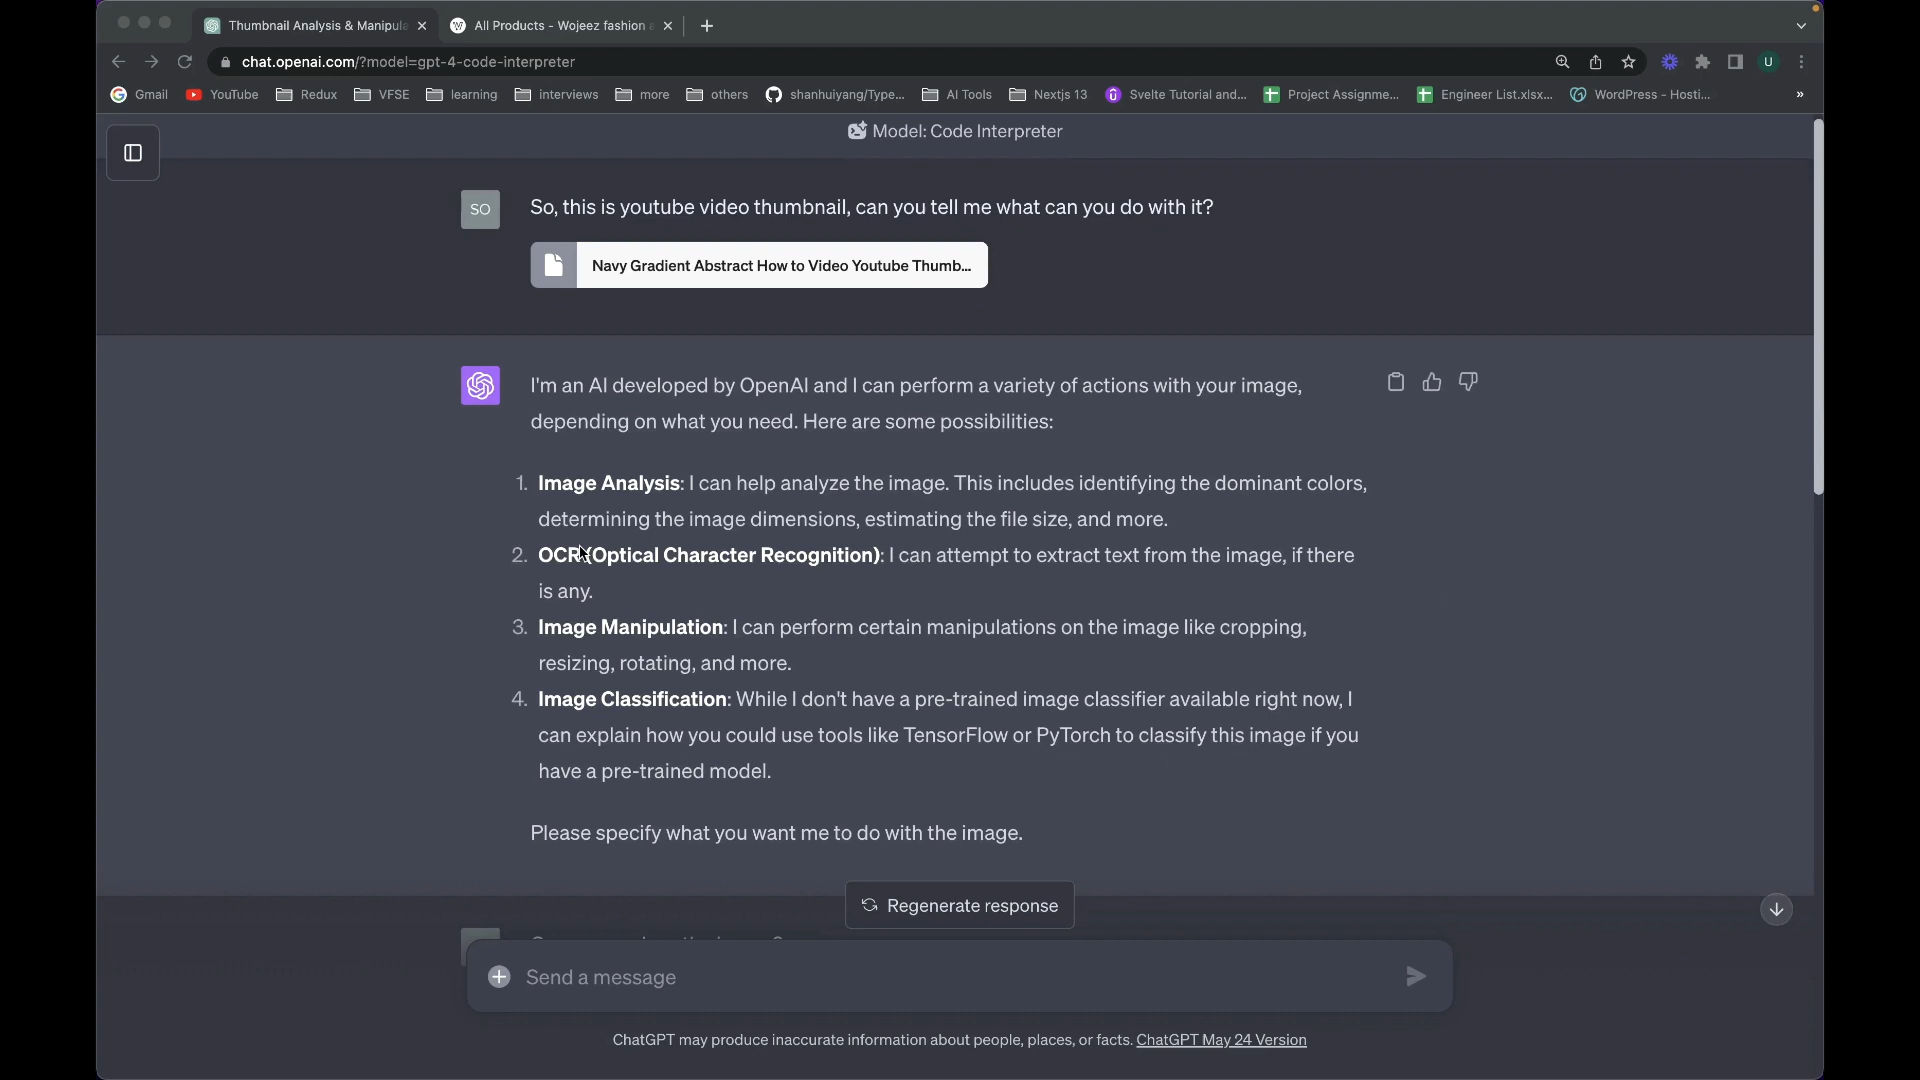 Thumbnail Analysis & Manipula
All Products - Wojeez fashion
chat.openai.com/?model=gpt-4-code-interpreter
U
Gmail YouTube Redux VFSE learning interviews more others shanhuiyang/Type... AI Tools Nextjs 13 Svelte Tutorial and... Project Assignme... Engineer List.xlsx... WordPress - Hosti... »
Model: Code Interpreter
SO
So, this is youtube video thumbnail, can you tell me what can you do with it?
Navy Gradient Abstract How to Video Youtube Thumb...
I'm an AI developed by OpenAI and I can perform a variety of actions with your image,
depending on what you need. Here are some possibilities:
1. Image Analysis: I can help analyze the image. This includes identifying the dominant colors,
determining the image dimensions, estimating the file size, and more.
2. OCR (Optical Character Recognition): I can attempt to extract text from the image, if there
is any.
3. Image Manipulation: I can perform certain manipulations on the image like cropping,
resizing, rotating, and more.
4. Image Classification: While I don't have a pre-trained image classifier available right now, I
can explain how you could use tools like TensorFlow or PyTorch to classify this image if you
have a pre-trained model.
Please specify what you want me to do with the image.
Regenerate response
Send a message
ChatGPT may produce inaccurate information about people, places, or facts. ChatGPT May 24 Version